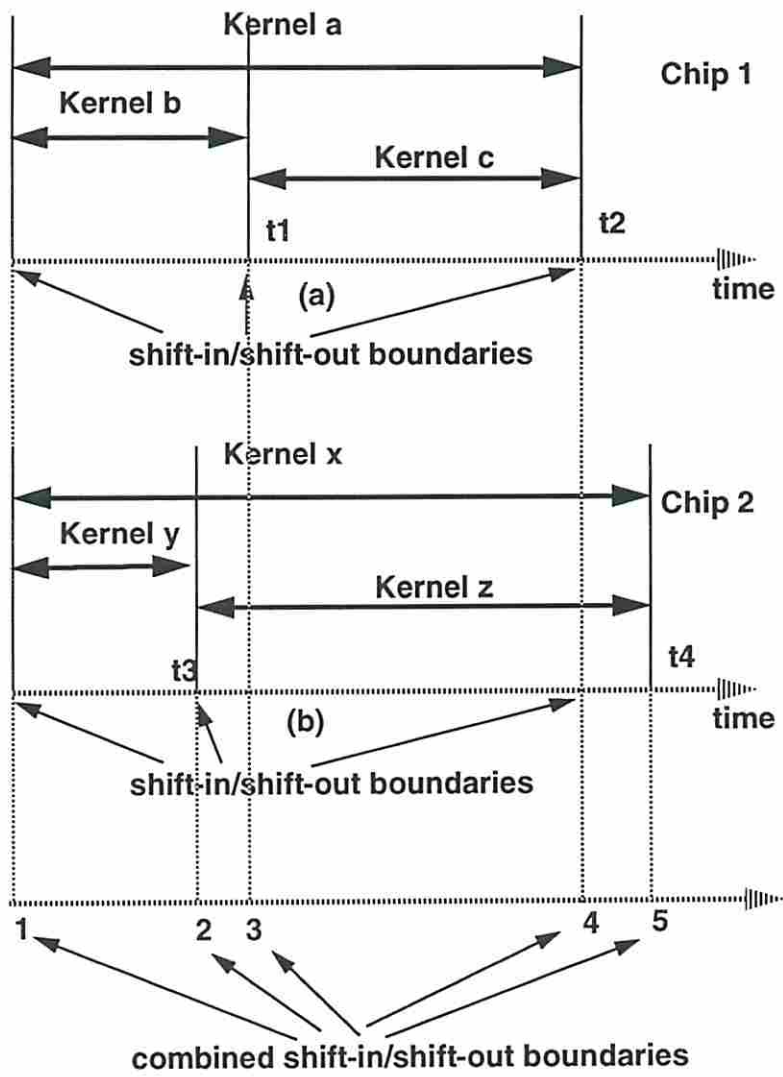 Kernel a
Chip 1
Kernel b
Kernel c
t1
t2
(a)
time
shift-in/shift-out boundaries
Kernel x
Chip 2
Kernel y
Kernel z
t3
t4
(b)
time
shift-in/shift-out boundaries
1
2
3
4
5
combined shift-in/shift-out boundaries